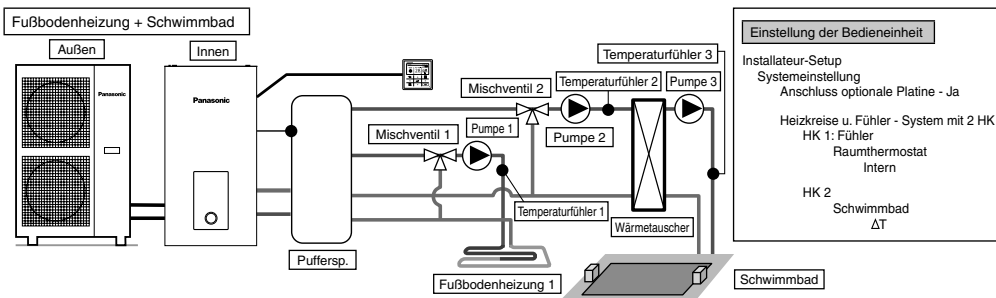 Fußbodenheizung + Schwimmbad
Außen
Innen
Panasonic
Panasonic
Puffersp.
Mischventil 1
Pumpe 1
Temperaturfühler 1
Fußbodenheizung 1
Mischventil 2
Pumpe 2
Temperaturfühler 2
Temperaturfühler 3
Pumpe 3
Wärmetauscher
Schwimmbad
Einstellung der Bedieneinheit
Installateur-Setup
Systemeinstellung
Anschluss optionale Platine - Ja
Heizkreise u. Fühler - System mit 2 HK
HK 1: Fühler
Raumthermostat
Intern
HK 2
Schwimmbad
ΔT